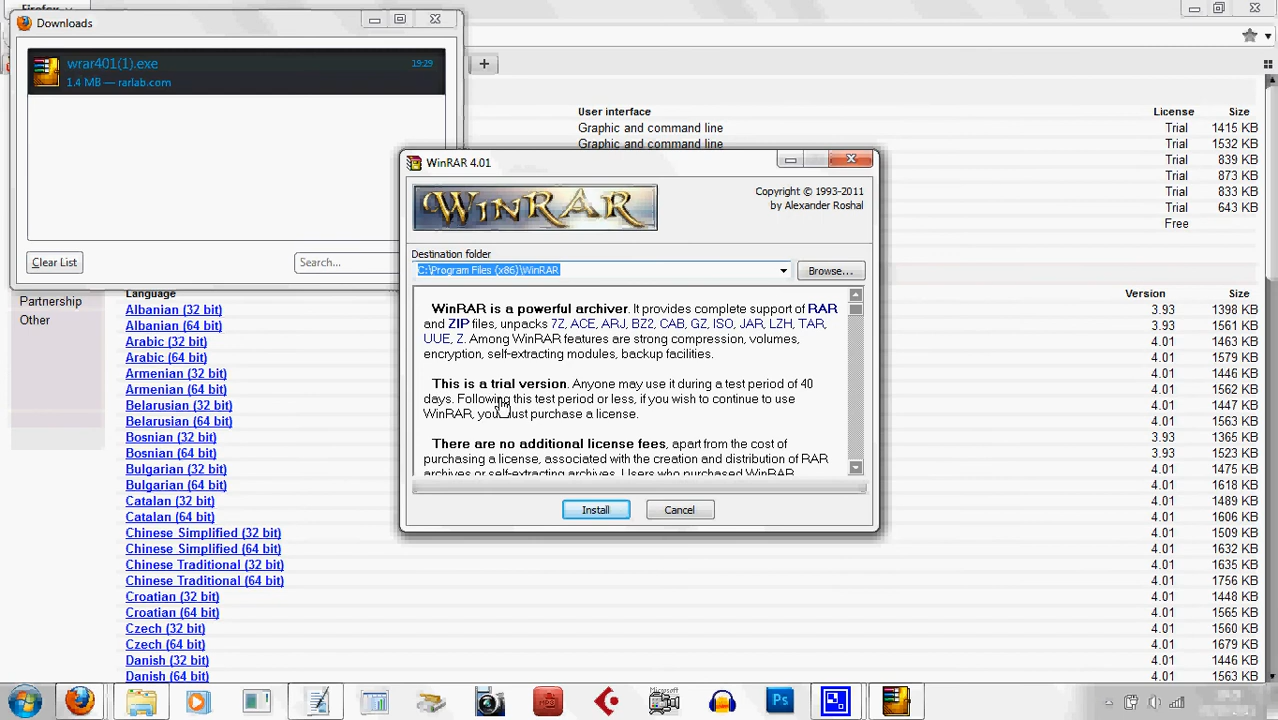 Firefox
Downloads
wrar401(1).exe
19:29
1.4 MB — rarlab.com
Clear List
Search...
User interface
License
Size
Graphic and command line
Trial
1415 KB
Graphic and command line
1532 KB
Trial
839 KB
Trial
873 KB
Trial
833 KB
Trial
643 KB
Free
WinRAR 4.01
WINRAR
Copyright © 1993-2011
by Alexander Roshal
Destination folder
C:\Program Files (x86)\WinRAR
Browse...
WinRAR is a powerful archiver. It provides complete support of RAR
and ZIP files, unpacks 7Z, ACE, ARJ, BZ2, CAB, GZ, ISO, JAR, LZH, TAR,
UUE, Z. Among WinRAR features are strong compression, volumes,
encryption, self-extracting modules, backup facilities.
This is a trial version. Anyone may use it during a test period of 40
days. Following this test period or less, if you wish to continue to use
WinRAR, you must purchase a license.
There are no additional license fees, apart from the cost of
purchasing a license, associated with the creation and distribution of RAR
archives or self-extracting archives. Users who purchased WinRAR
Install
Cancel
Partnership
Other
Language
Version
Size
Albanian (32 bit)
3.93
1398 KB
Albanian (64 bit)
3.93
1561 KB
Arabic (32 bit)
4.01
1463 KB
Arabic (64 bit)
4.01
1579 KB
Armenian (32 bit)
4.01
1446 KB
Armenian (64 bit)
4.01
1562 KB
Belarusian (32 bit)
4.01
1447 KB
Belarusian (64 bit)
4.01
1563 KB
Bosnian (32 bit)
3.93
1365 KB
Bosnian (64 bit)
3.93
1523 KB
Bulgarian (32 bit)
4.01
1475 KB
Bulgarian (64 bit)
4.01
1618 KB
Catalan (32 bit)
4.01
1489 KB
Catalan (64 bit)
4.01
1606 KB
Chinese Simplified (32 bit)
4.01
1509 KB
Chinese Simplified (64 bit)
4.01
1632 KB
Chinese Traditional (32 bit)
4.01
1635 KB
Chinese Traditional (64 bit)
4.01
1756 KB
Croatian (32 bit)
4.01
1448 KB
Croatian (64 bit)
4.01
1565 KB
Czech (32 bit)
4.01
1560 KB
Czech (64 bit)
4.01
1679 KB
Danish (32 bit)
4.01
1446 KB
Danish (64 bit)
4.01
1563 KB
Microsoft
MP3
Ps